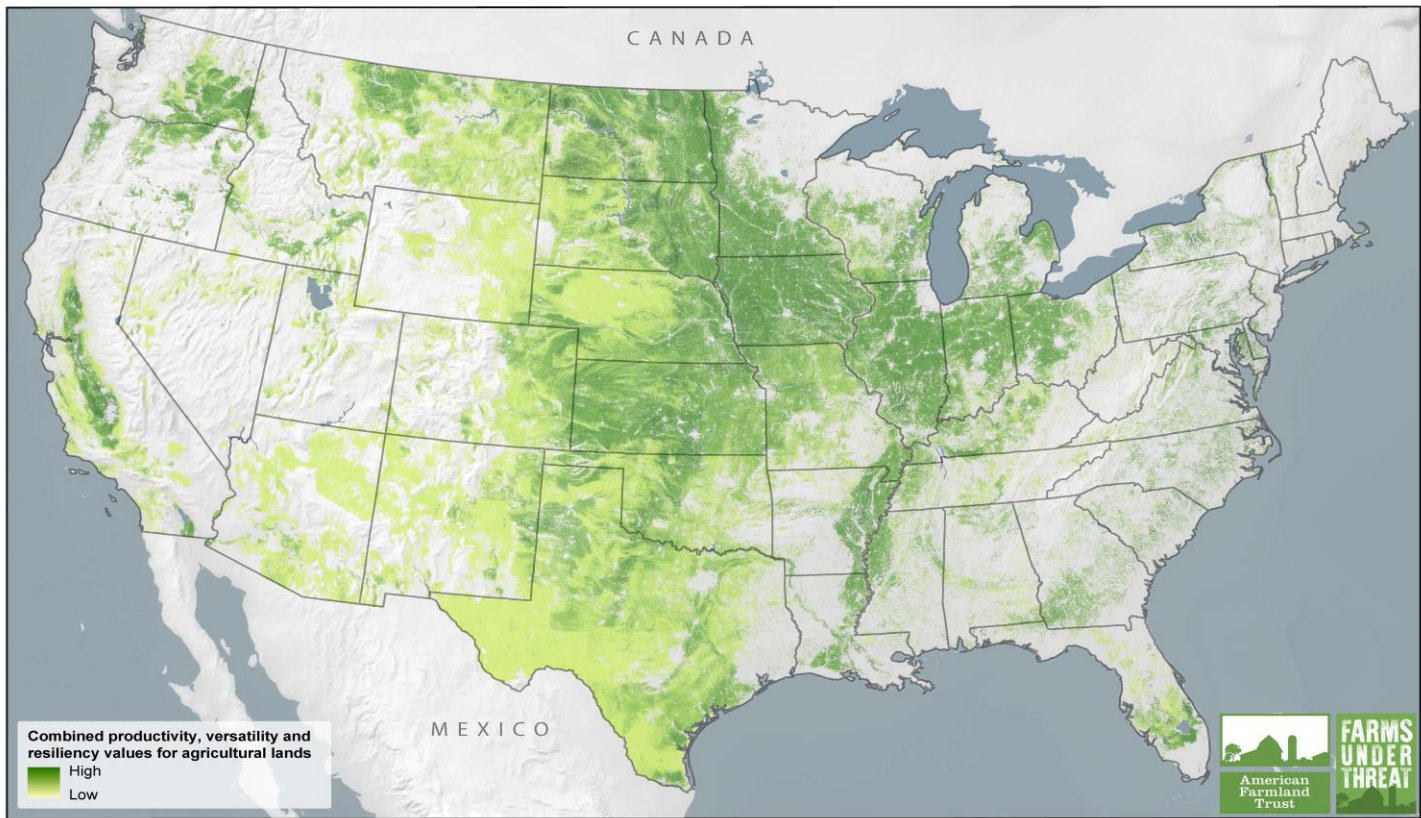 CANADA
MEXICO
Combined productivity, versatility and
resiliency values for agricultural lands
High
Low
American
Farmland
Trust
FARMS
UNDER
THREAT